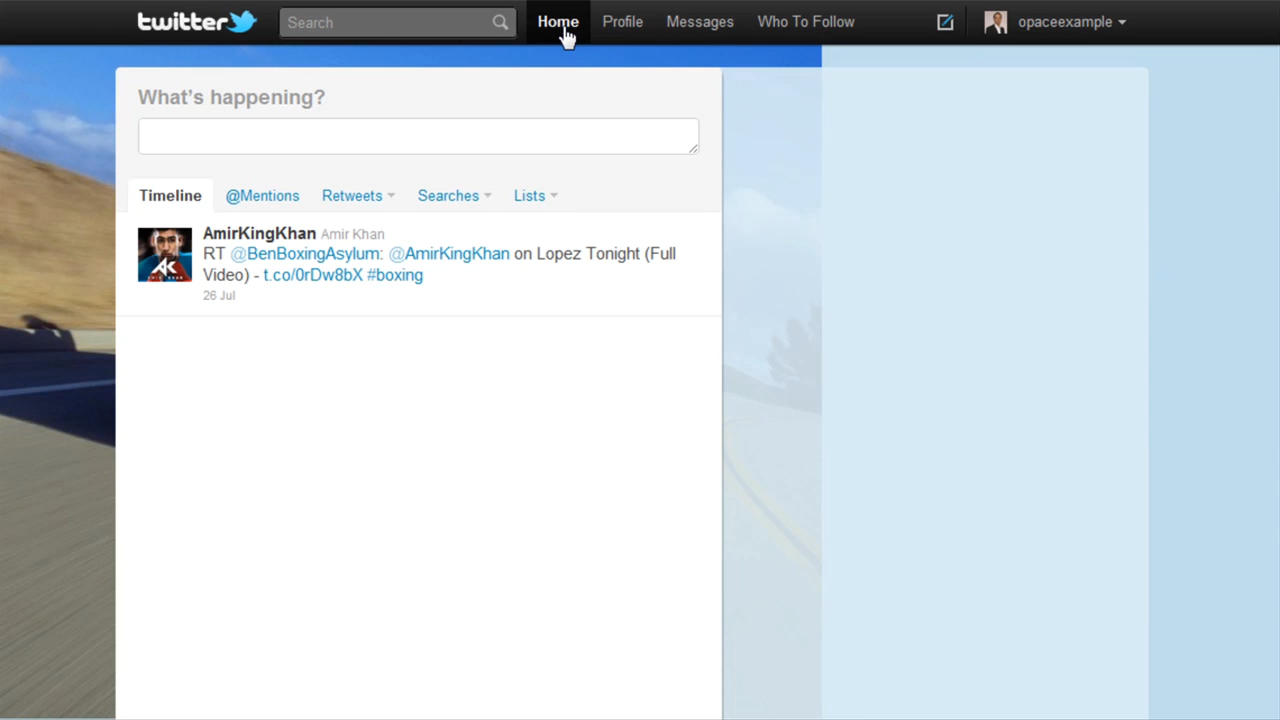 twitter Search Home Profile Messages Who To Follow opaceexample
What's happening?
Timeline @Mentions Retweets Searches Lists
AmirKingKhan Amir Khan
RT @BenBoxingAsylum: @AmirKingKhan on Lopez Tonight (Full
Video) - t.co/0rDw8bX #boxing
26 Jul
AK